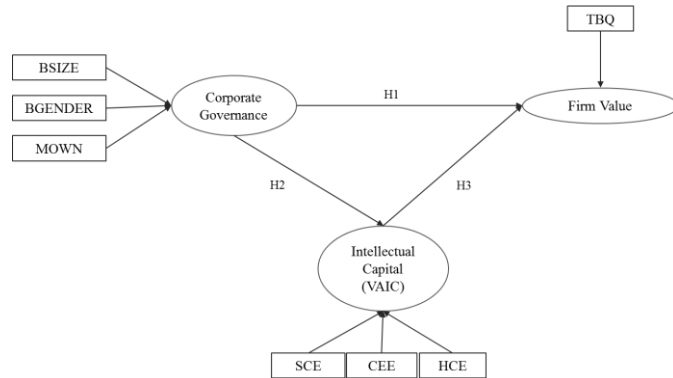 TBQ
BSIZE
BGENDER
MOWN
Corporate
Governance
H1
Firm Value
H2
H3
Intellectual
Capital
(VAIC)
SCE
CEE
HCE